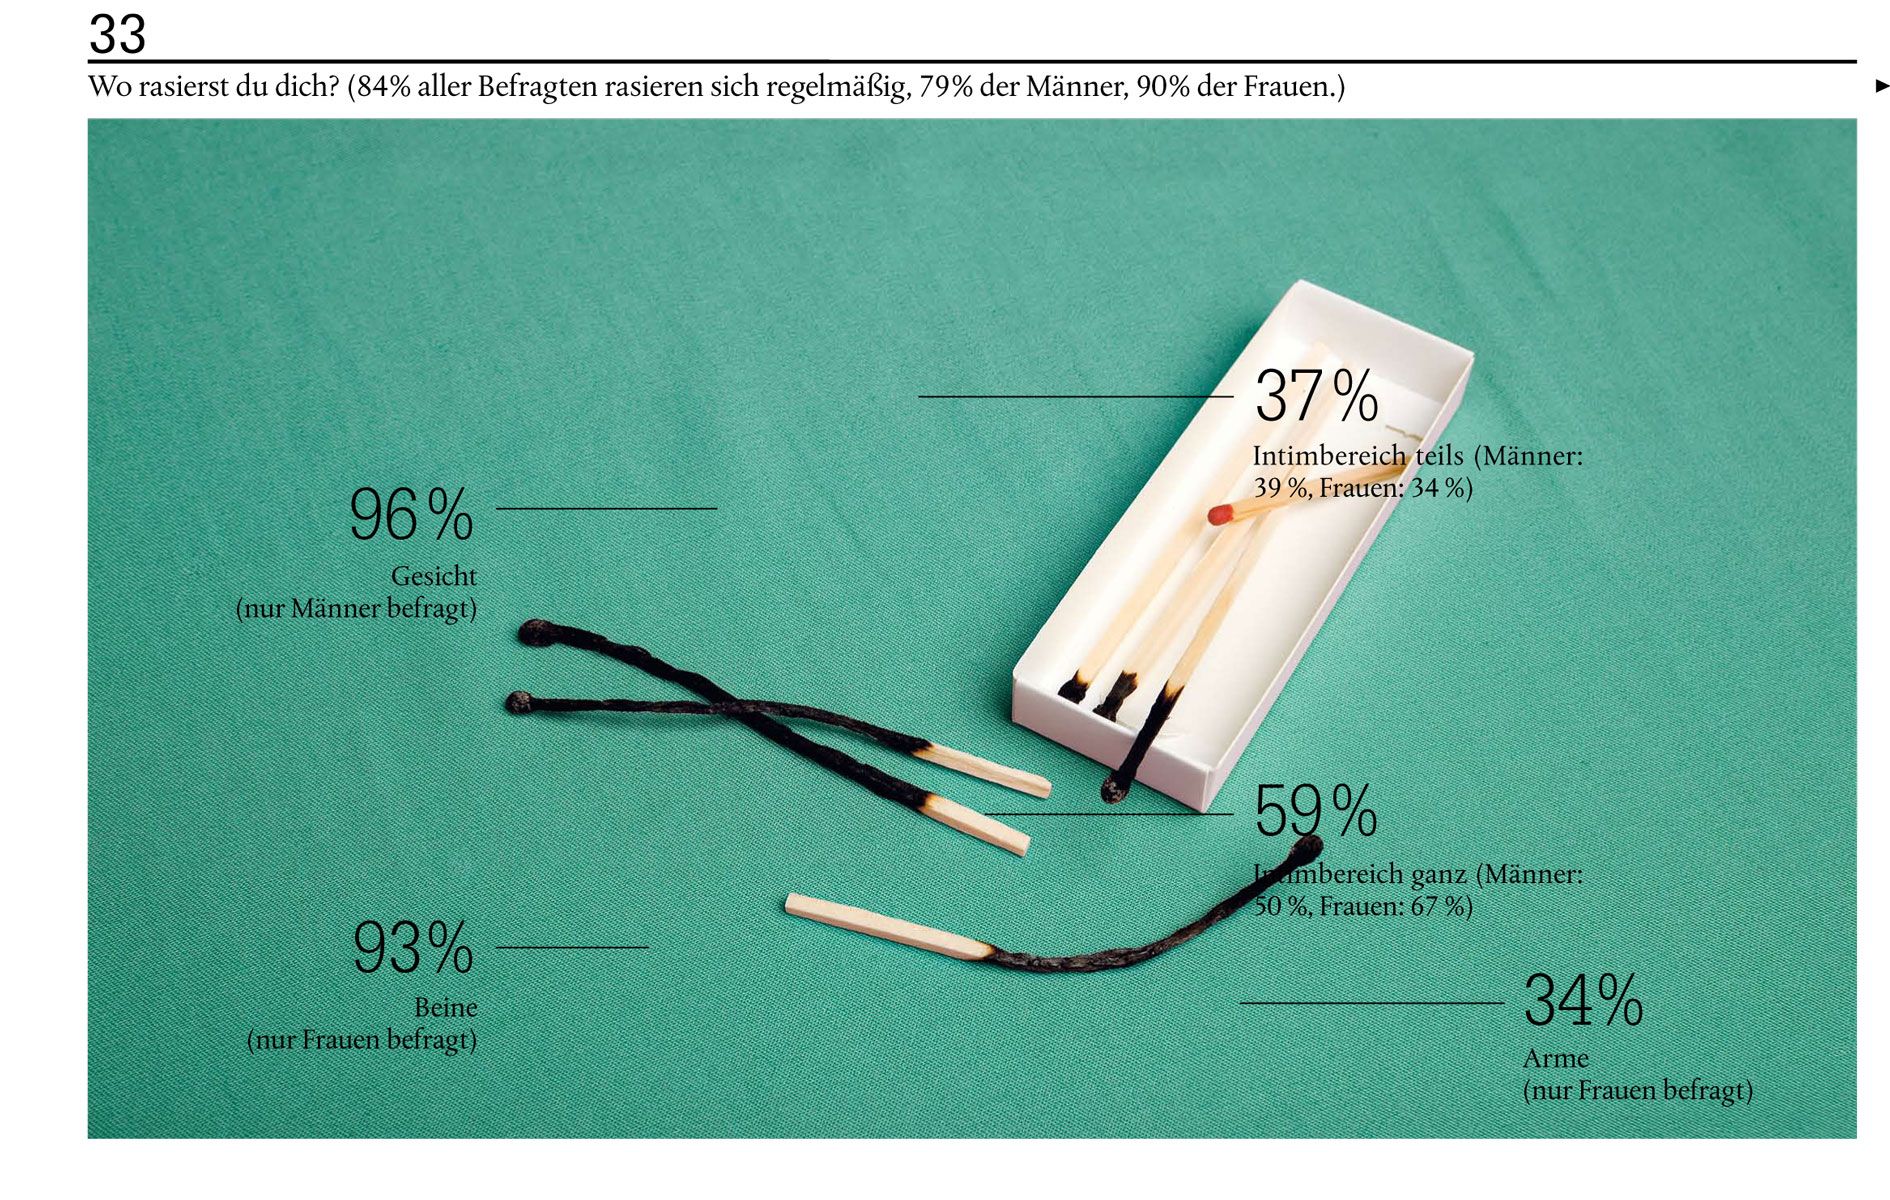 33
Wo rasierst du dich? (84% aller Befragten rasieren sich regelmäßig, 79% der Männer, 90% der Frauen.)
37%
Intimbereich teils (Männer:
39%, Frauen: 34%)
96%
Gesicht
(nur Männer befragt)
59%
Intimbereich ganz (Männer:
50%, Frauen: 67%)
93%
Beine
(nur Frauen befragt)
34%
Arme
(nur Frauen befragt)